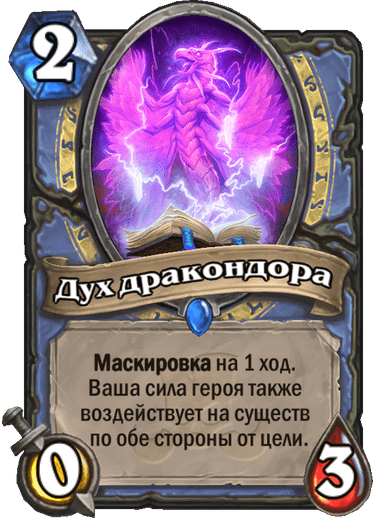 2
Дух дракондора
Маскировка на 1 ход.
Ваша сила героя также
воздействует на существ
по обе стороны от цели.
0
3